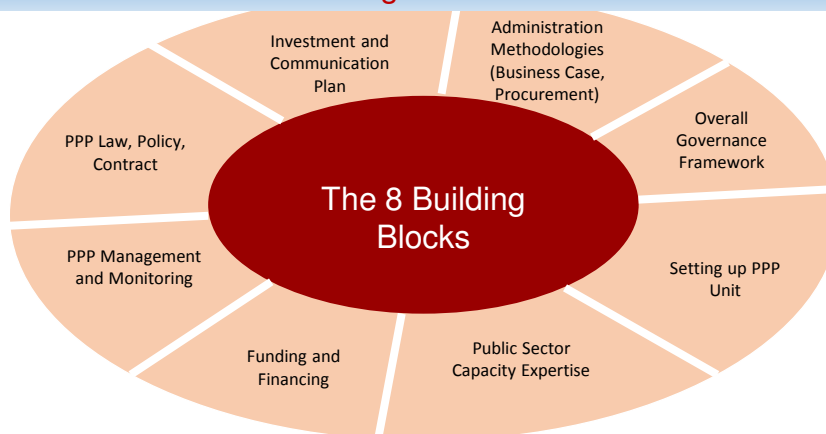 Investment and
Communication
Plan
Administration
Methodologies
(Business Case,
Procurement)
Overall
Governance
Framework
PPP Law, Policy,
Contract
The 8 Building
Blocks
PPP Management
and Monitoring
Setting up PPP
Unit
Funding and
Financing
Public Sector
Capacity Expertise